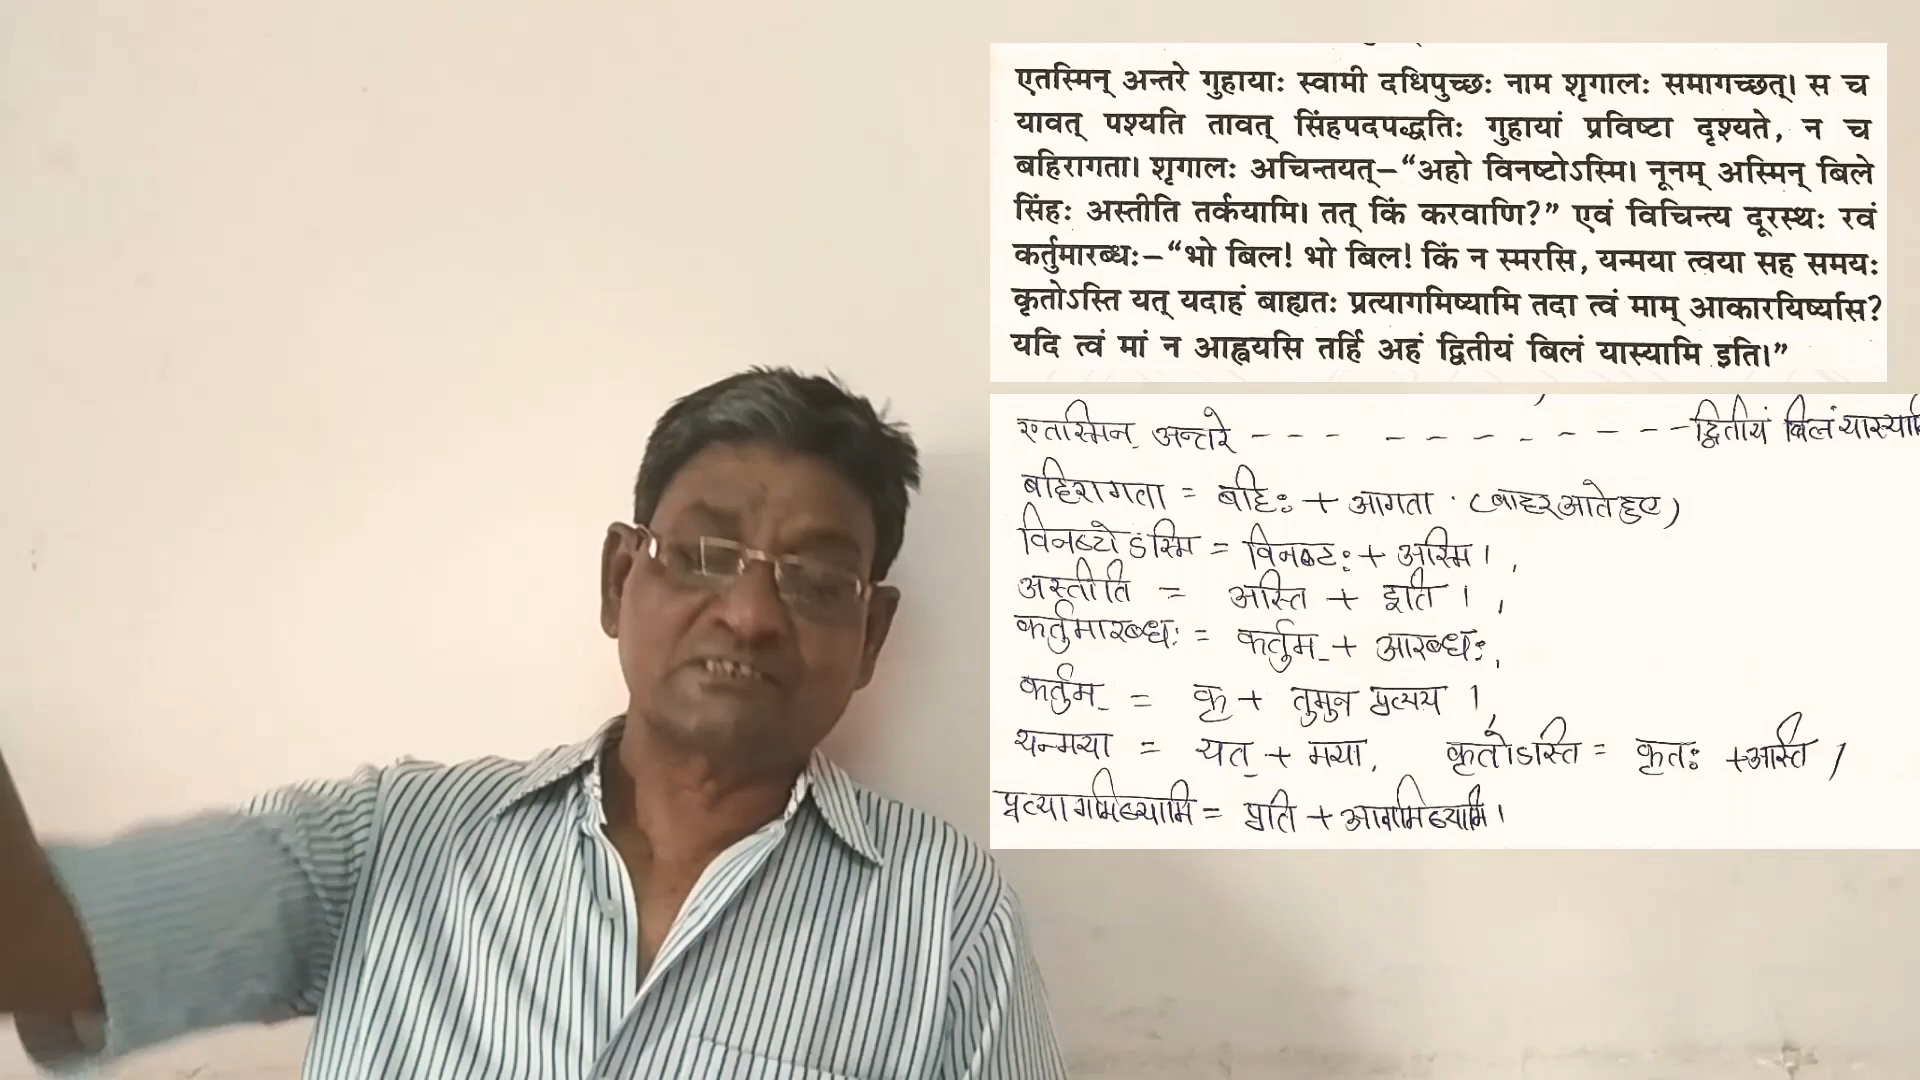 एतस्मिन् अन्तरे गुहायाः स्वामी दधिपुच्छः नाम शृगालः समागच्छत्। स च
यावत् पश्यति तावत् सिंहपदपद्धतिः गुहायां प्रविष्टा दृश्यते, न च
बहिरागता। शृगालः अचिन्तयत्–“अहो विनष्टोऽस्मि। नूनम् अस्मिन् बिले
सिंहः अस्तीति तर्कयामि। तत् किं करवाणि?” एवं विचिन्त्य दूरस्थः रवं
कर्तुमारब्धः–“भो बिल! भो बिल! किं न स्मरसि, यन्मया त्वया सह समयः
कृतोऽस्ति यत् यदाहं बाह्यतः प्रत्यागमिष्यामि तदा त्वं माम् आकारयिष्यसि?
यदि त्वं मां न आह्वयसि तर्हि अहं द्वितीयं बिलं यास्यामि इति।”
एतस्मिन् अन्तरे - - - - - - - - - - - - द्वितीयं बिलं यास्या
बहिरागता = बहिः + आगता . (बाहर आते हुए)
विनष्टोऽस्मि = विनष्टः + अस्मि।,
अस्तीति = अस्ति + इति।,
कर्तुमारब्धः = कर्तुम् + आरब्धः,
कर्तुम् = कृ + तुमुन प्रत्यय।
यन्मया = यत् + मया, कृतोऽस्ति = कृतः + अस्ति /
प्रत्यागमिष्यामि = प्रति + आगमिष्यामि।